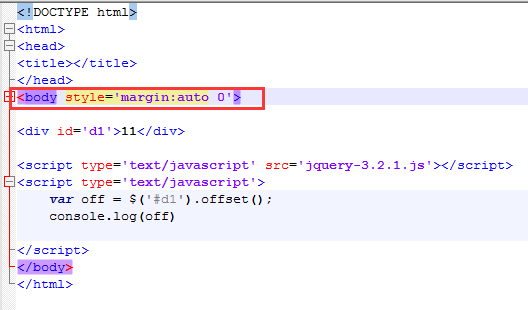 <!DOCTYPE html>
<html>
<head>
<title></title>
</head>
<body style='margin:auto 0'>
<div id='d1'>11</div>
<script type='text/javascript' src='jquery-3.2.1.js'></script>
<script type='text/javascript'>
var off = $('#d1').offset();
console.log(off)
</script>
</body>
</html>